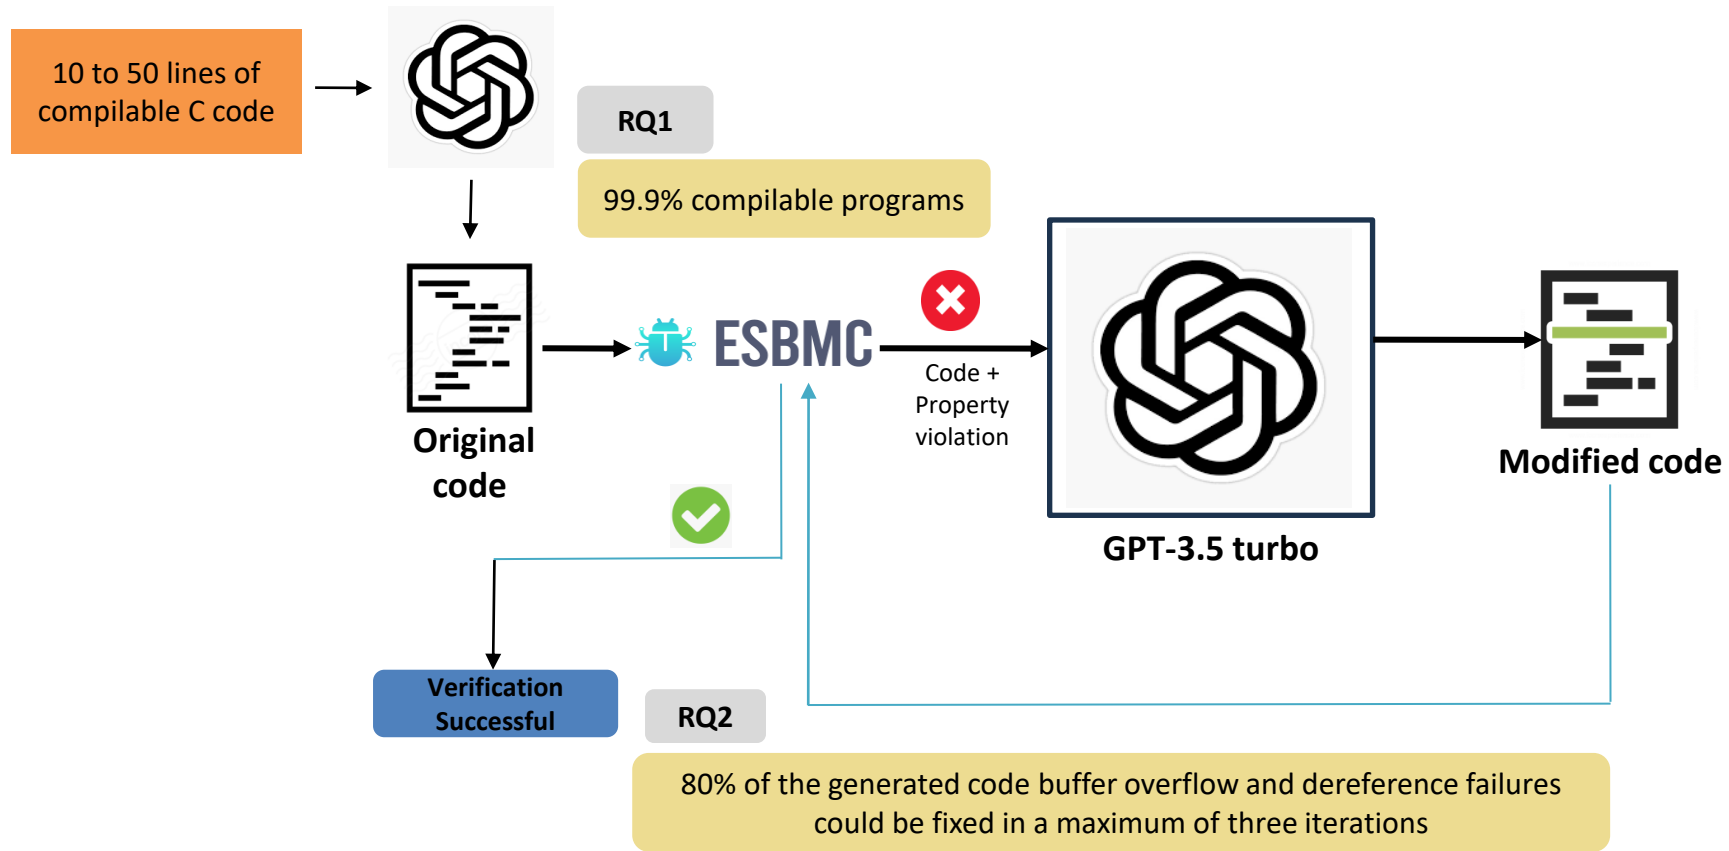 10 to 50 lines of
compilable C code
RQ1
99.9% compilable programs
ESBMC
Code +
Property
violation
Original
code
Modified code
GPT-3.5 turbo
Verification
Successful
RQ2
80% of the generated code buffer overflow and dereference failures
could be fixed in a maximum of three iterations